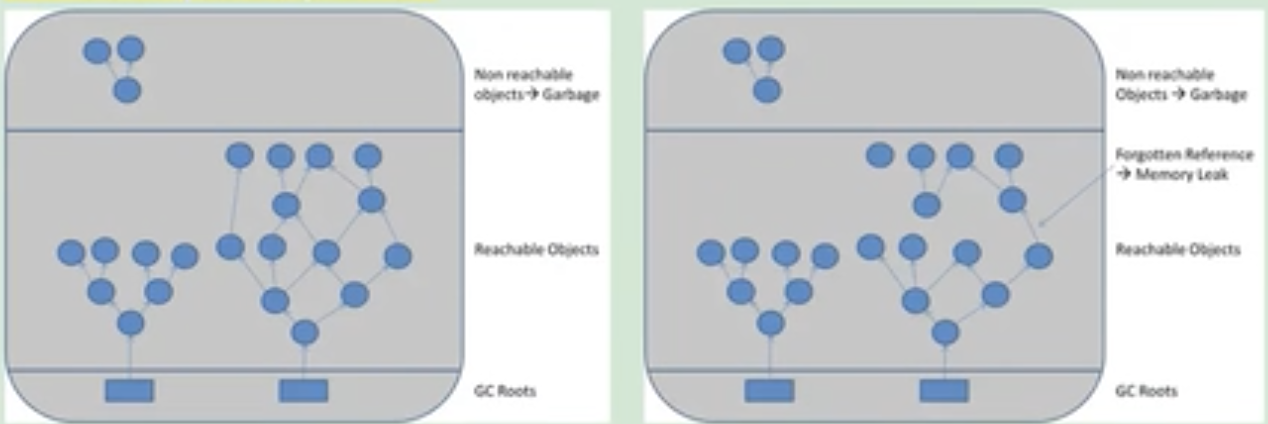 Non reachable
objects→ Garbage
Reachable Objects
GC Roots
Non reachable
Objects → Garbage
Forgotten Reference
→ Memory Leak
Reachable Objects
GC Roots